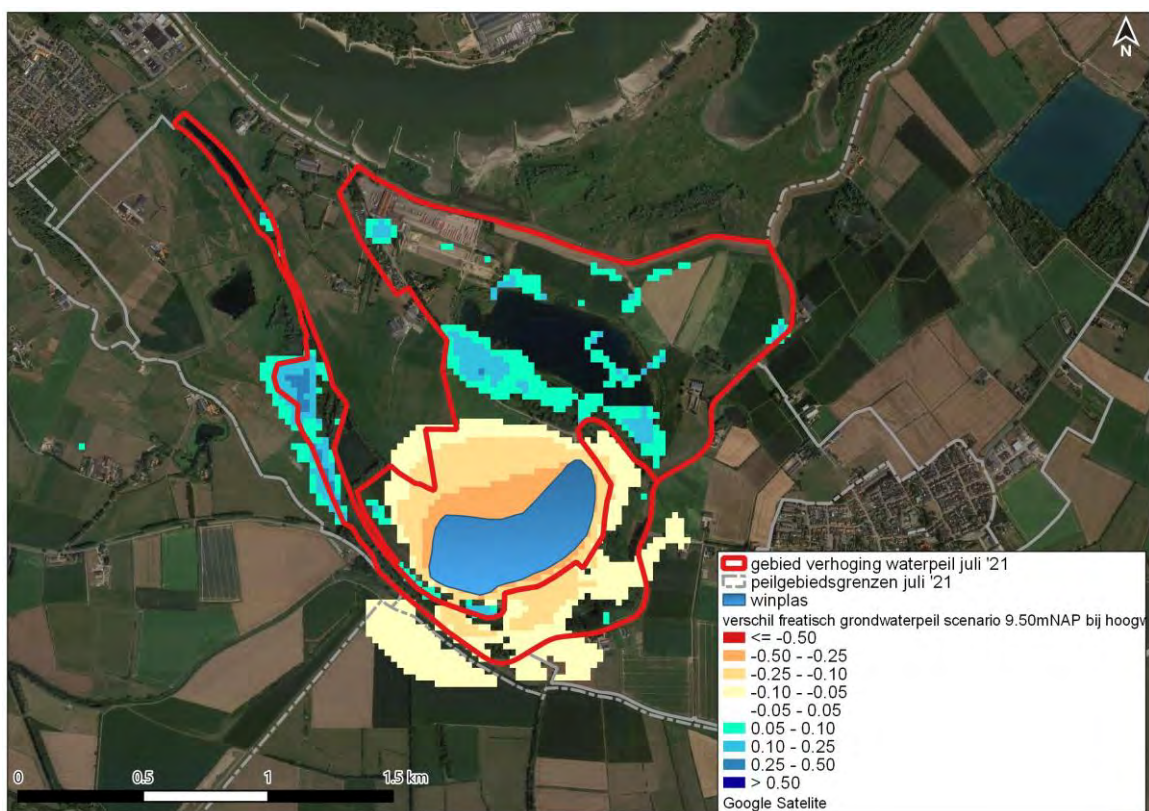 N
0
0.5
1
1.5 km
gebied verhoging waterpeil juli '21
peilgebiedsgrenzen juli '21
winplas
verschil freatisch grondwaterpeil scenario 9.50mNAP bij hoogw
<= -0.50
-0.50 - -0.25
-0.25 - -0.10
-0.10 - -0.05
-0.05 - 0.05
0.05 - 0.10
0.10 - 0.25
0.25 - 0.50
> 0.50
Google Satelite